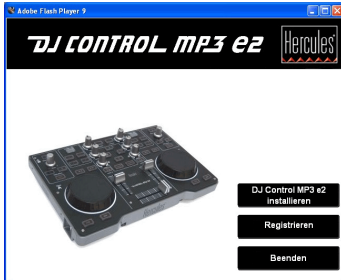 Adobe Flash Player 9
DJ CONTROL MP3 e2
Hercules
DJ Control MP3 e2
installieren
Registrieren
Beenden